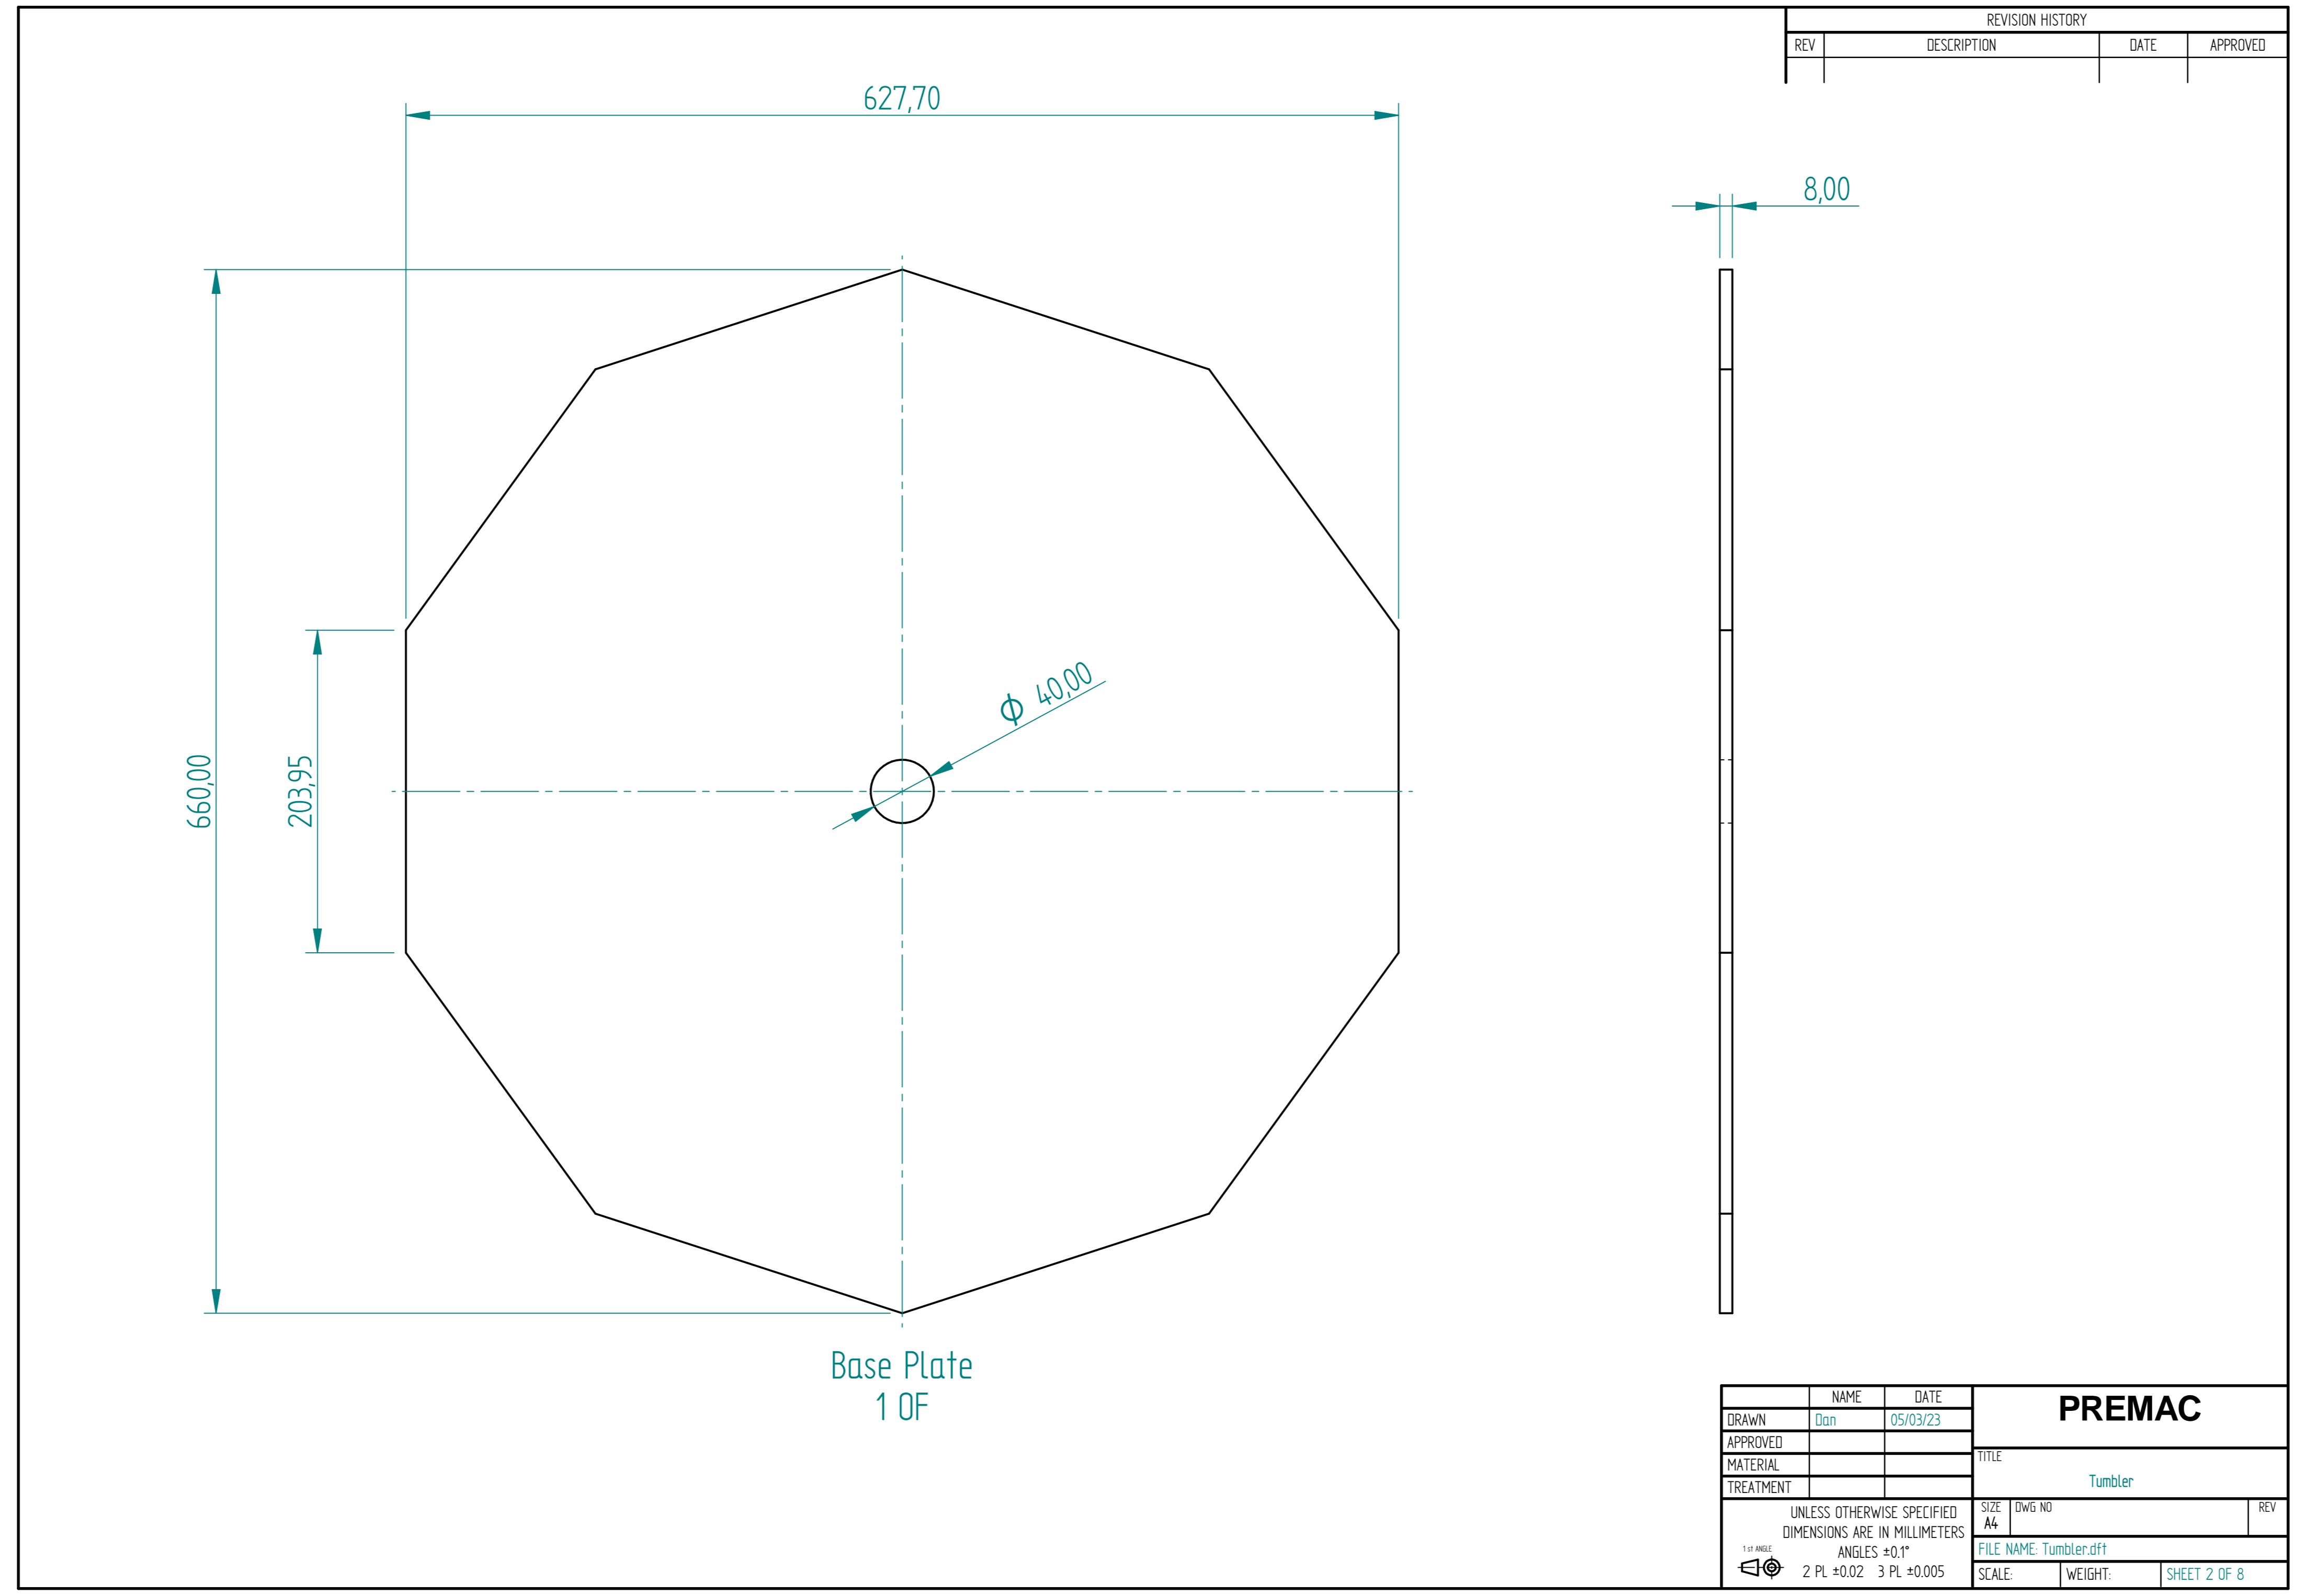 REVISION HISTORY
REV DESCRIPTION DATE APPROVED
627,70
8,00
660,00
203,95
ϕ 40,00
Base Plate
1 OF
NAME DATE
DRAWN Dan 05/03/23
APPROVED
MATERIAL
TREATMENT
UNLESS OTHERWISE SPECIFIED
DIMENSIONS ARE IN MILLIMETERS
ANGLES ±0.1°
2 PL ±0.02 3 PL ±0.005
1 st ANGLE
PREMAC
TITLE
Tumbler
SIZE DWG NO REV
A4
FILE NAME: Tumbler.dft
SCALE: WEIGHT: SHEET 2 OF 8